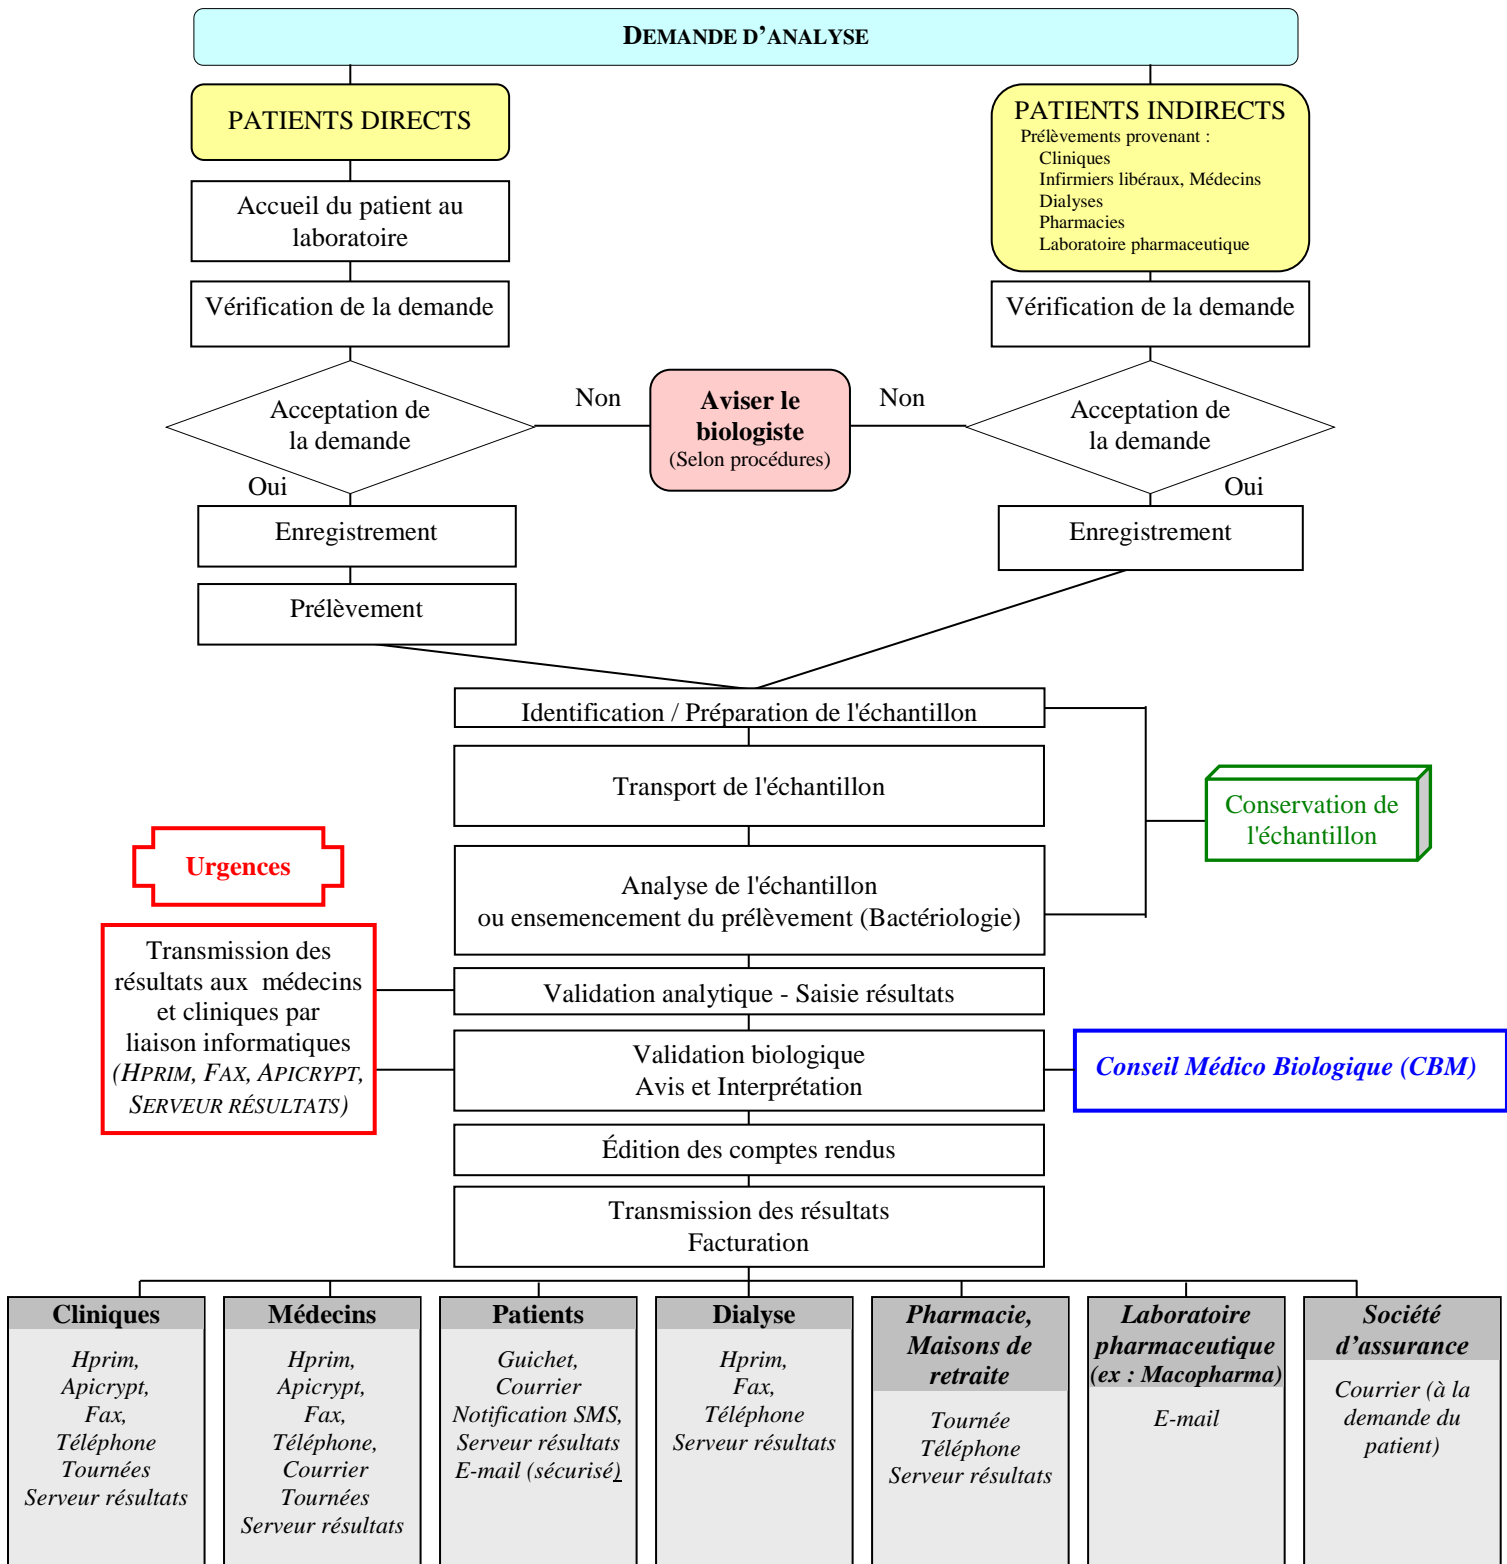 DEMANDE D'ANALYSE
PATIENTS DIRECTS
PATIENTS INDIRECTS
Prélèvements provenant :
Cliniques
Infirmiers libéraux, Médecins
Dialyses
Pharmacies
Laboratoire pharmaceutique
Accueil du patient au
laboratoire
Vérification de la demande
Vérification de la demande
Acceptation de
la demande
Non
Aviser le
biologiste
(Selon procédures)
Non
Acceptation de
la demande
Oui
Oui
Enregistrement
Enregistrement
Prélèvement
Identification / Préparation de l'échantillon
Transport de l'échantillon
Conservation de
l'échantillon
Urgences
Analyse de l'échantillon
ou ensemencement du prélèvement (Bactériologie)
Transmission des
résultats aux médecins
et cliniques par
liaison informatiques
(HPRIM, FAX, APICRYPT,
SERVEUR RÉSULTATS)
Validation analytique - Saisie résultats
Validation biologique
Avis et Interprétation
Conseil Médico Biologique (CBM)
Édition des comptes rendus
Transmission des résultats
Facturation
Cliniques
Hprim,
Apicrypt,
Fax,
Téléphone
Tournées
Serveur résultats
Médecins
Hprim,
Apicrypt,
Fax,
Téléphone,
Courrier
Tournées
Serveur résultats
Patients
Guichet,
Courrier
Notification SMS,
Serveur résultats
E-mail (sécurisé)
Dialyse
Hprim,
Fax,
Téléphone
Serveur résultats
Pharmacie,
Maisons de
retraite
Tournée
Téléphone
Serveur résultats
Laboratoire
pharmaceutique
(ex : Macopharma)
E-mail
Société
d'assurance
Courrier (à la
demande du
patient)